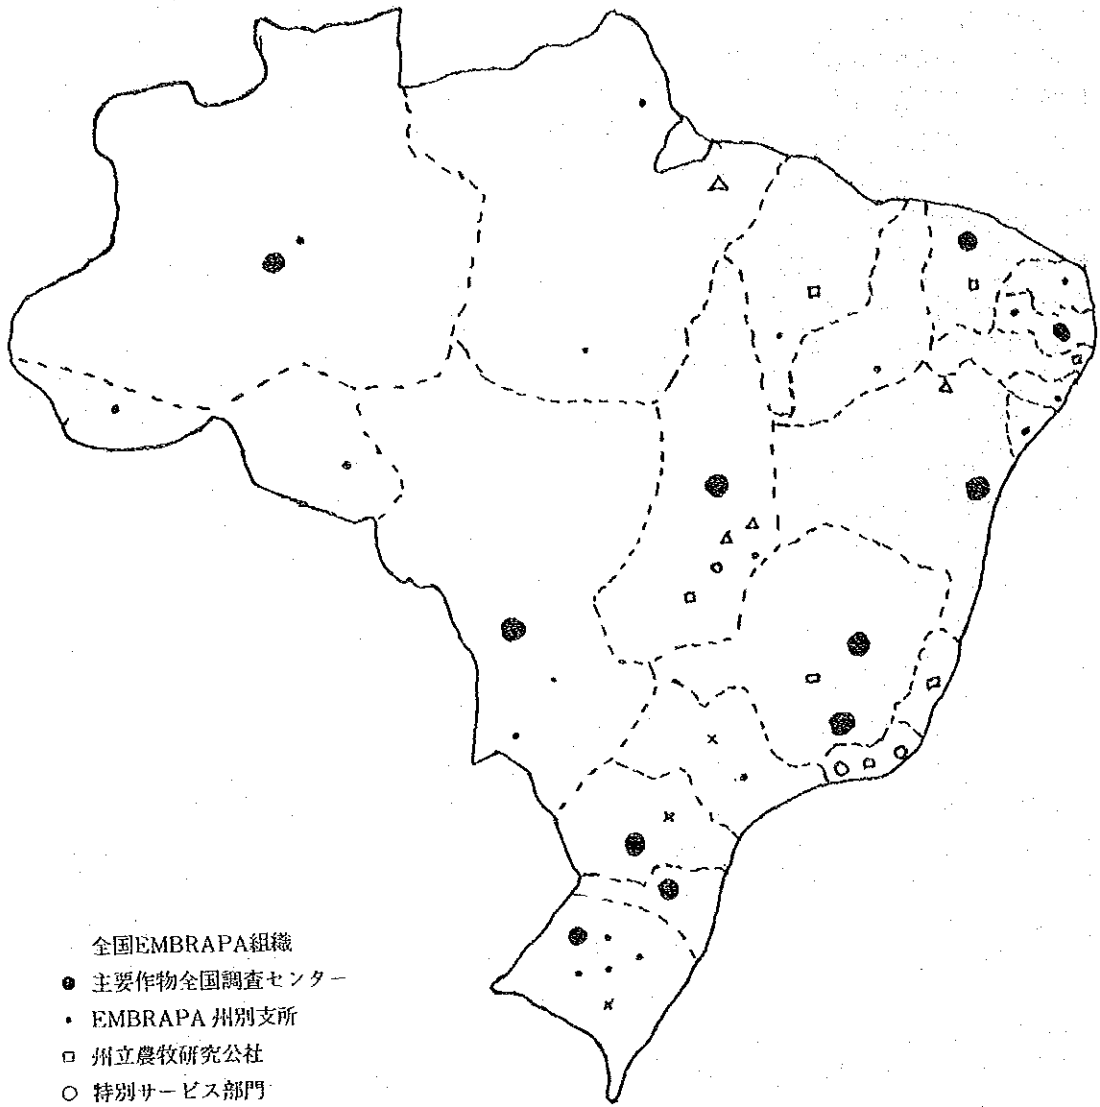 全国EMBRAPA組織
● 主要作物全国調査センター
・ EMBRAPA 州別支所
□ 州立農牧研究公社
○ 特別サービス部門